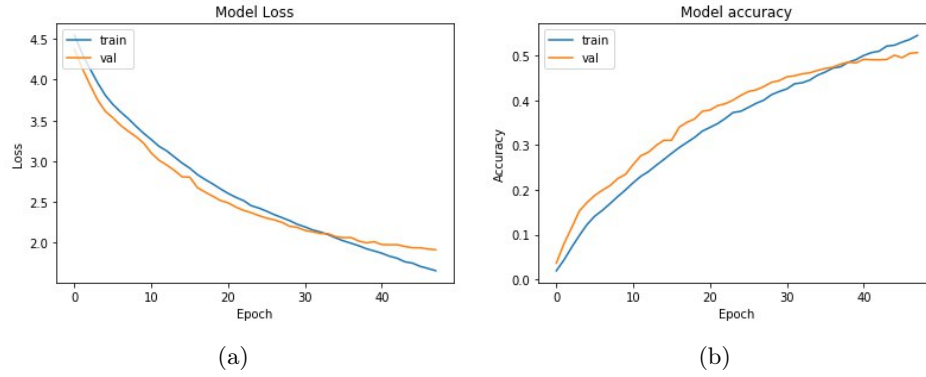 Model Loss
train
val
4.5
4.0
3.5
3.0
2.5
2.0
0
10
20
30
40
Loss
Epoch
(a)
Model accuracy
train
val
0.5
0.4
0.3
0.2
0.1
0.0
0
10
20
30
40
Accuracy
Epoch
(b)